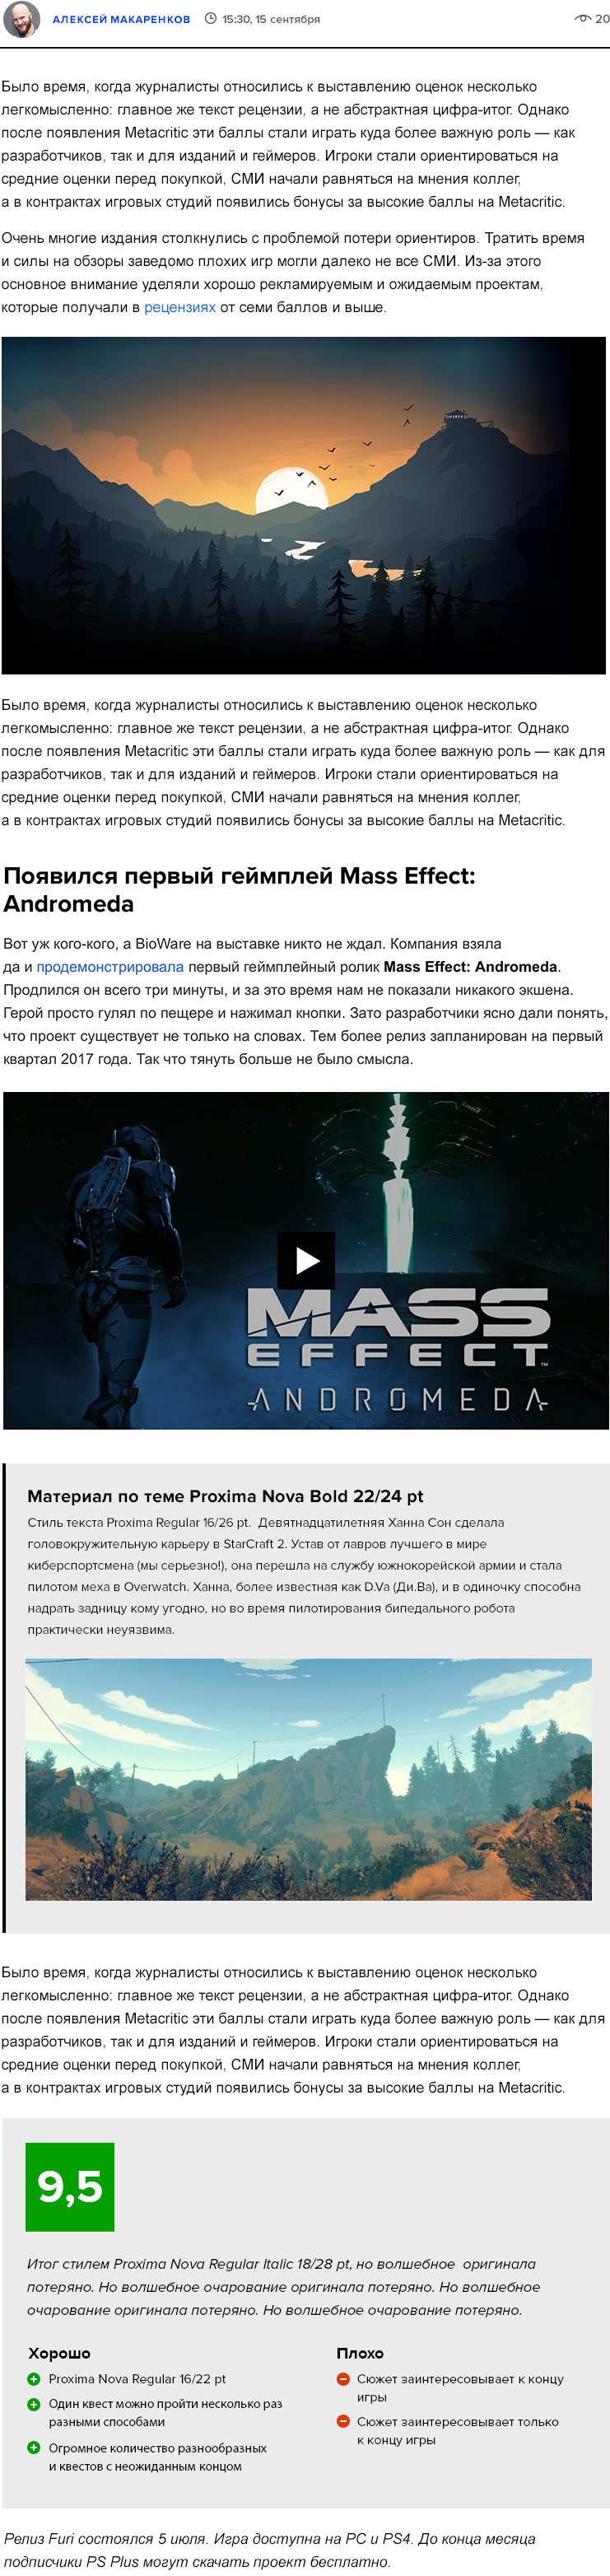 АЛЕКСЕЙ МАКАРЕНКОВ 15:30, 15 сентября 20
Было время, когда журналисты относились к выставлению оценок несколько
легкомысленно: главное же текст рецензии, а не абстрактная цифра-итог. Однако
после появления Metacritic эти баллы стали играть куда более важную роль — как
разработчиков, так и для изданий и геймеров. Игроки стали ориентироваться на
средние оценки перед покупкой, СМИ начали равняться на мнения коллег,
а в контрактах игровых студий появились бонусы за высокие баллы на Metacritic.
Очень многие издания столкнулись с проблемой потери ориентиров. Тратить время
и силы на обзоры заведомо плохих игр могли далеко не все СМИ. Из-за этого
основное внимание уделяли хорошо рекламируемым и ожидаемым проектам,
которые получали в рецензиях от семи баллов и выше.
Было время, когда журналисты относились к выставлению оценок несколько
легкомысленно: главное же текст рецензии, а не абстрактная цифра-итог. Однако
после появления Metacritic эти баллы стали играть куда более важную роль — как для
разработчиков, так и для изданий и геймеров. Игроки стали ориентироваться на
средние оценки перед покупкой, СМИ начали равняться на мнения коллег,
а в контрактах игровых студий появились бонусы за высокие баллы на Metacritic.
Появился первый геймплей Mass Effect:
Andromeda
Вот уж кого-кого, а BioWare на выставке никто не ждал. Компания взяла
да и продемонстрировала первый геймплейный ролик Mass Effect: Andromeda.
Продлился он всего три минуты, и за это время нам не показали никакого экшена.
Герой просто гулял по пещере и нажимал кнопки. Зато разработчики ясно дали понять,
что проект существует не только на словах. Тем более релиз запланирован на первый
квартал 2017 года. Так что тянуть больше не было смысла.
MASS
EFFECT™
ANDROMEDA
Материал по теме Proxima Nova Bold 22/24 pt
Стиль текста Proxima Regular 16/26 pt. Девятнадцатилетняя Ханна Сон сделала
головокружительную карьеру в StarCraft 2. Устав от лавров лучшего в мире
киберспортсмена (мы серьезно!), она перешла на службу южнокорейской армии и стала
пилотом меха в Overwatch. Ханна, более известная как D.Va (Ди.Ва), и в одиночку способна
надрать задницу кому угодно, но во время пилотирования бипедального робота
практически неуязвима.
Было время, когда журналисты относились к выставлению оценок несколько
легкомысленно: главное же текст рецензии, а не абстрактная цифра-итог. Однако
после появления Metacritic эти баллы стали играть куда более важную роль — как для
разработчиков, так и для изданий и геймеров. Игроки стали ориентироваться на
средние оценки перед покупкой, СМИ начали равняться на мнения коллег,
а в контрактах игровых студий появились бонусы за высокие баллы на Metacritic.
9,5
Итог стилем Proxima Nova Regular Italic 18/28 pt, но волшебное оригинала
потеряно. Но волшебное очарование оригинала потеряно. Но волшебное
очарование оригинала потеряно. Но волшебное очарование потеряно.
Хорошо
Proxima Nova Regular 16/22 pt
Один квест можно пройти несколько раз
разными способами
Огромное количество разнообразных
и квестов с неожиданным концом
Плохо
Сюжет заинтересовывает к концу
игры
Сюжет заинтересовывает только
к концу игры
Релиз Furi состоялся 5 июля. Игра доступна на PC и PS4. До конца месяца
подписчики PS Plus могут скачать проект бесплатно.